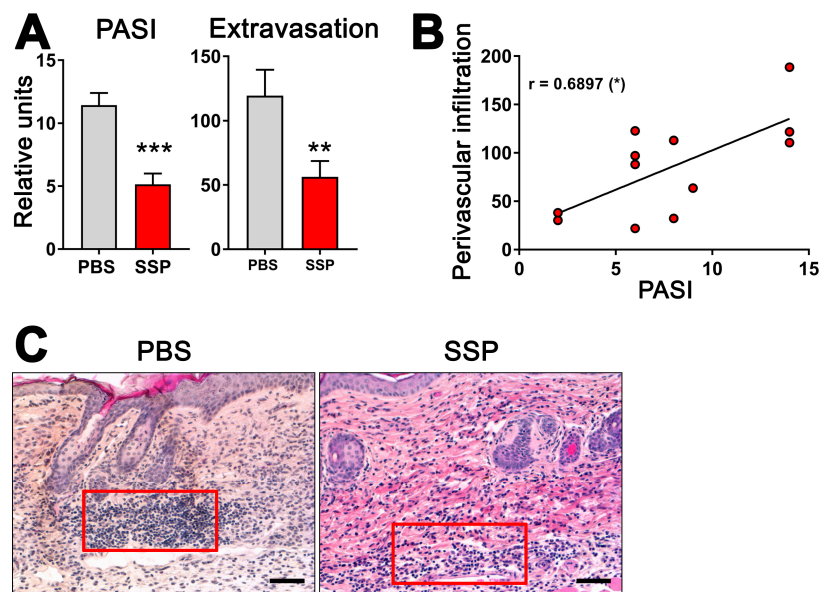 A
PASI
Extravasation
Relative units
15
10
5
0
PBS
SSP
***
150
100
50
0
PBS
SSP
**
B
Perivascular infiltration
200
150
100
50
0
r = 0.6897 (*)
0
5
10
15
PASI
C
PBS
SSP